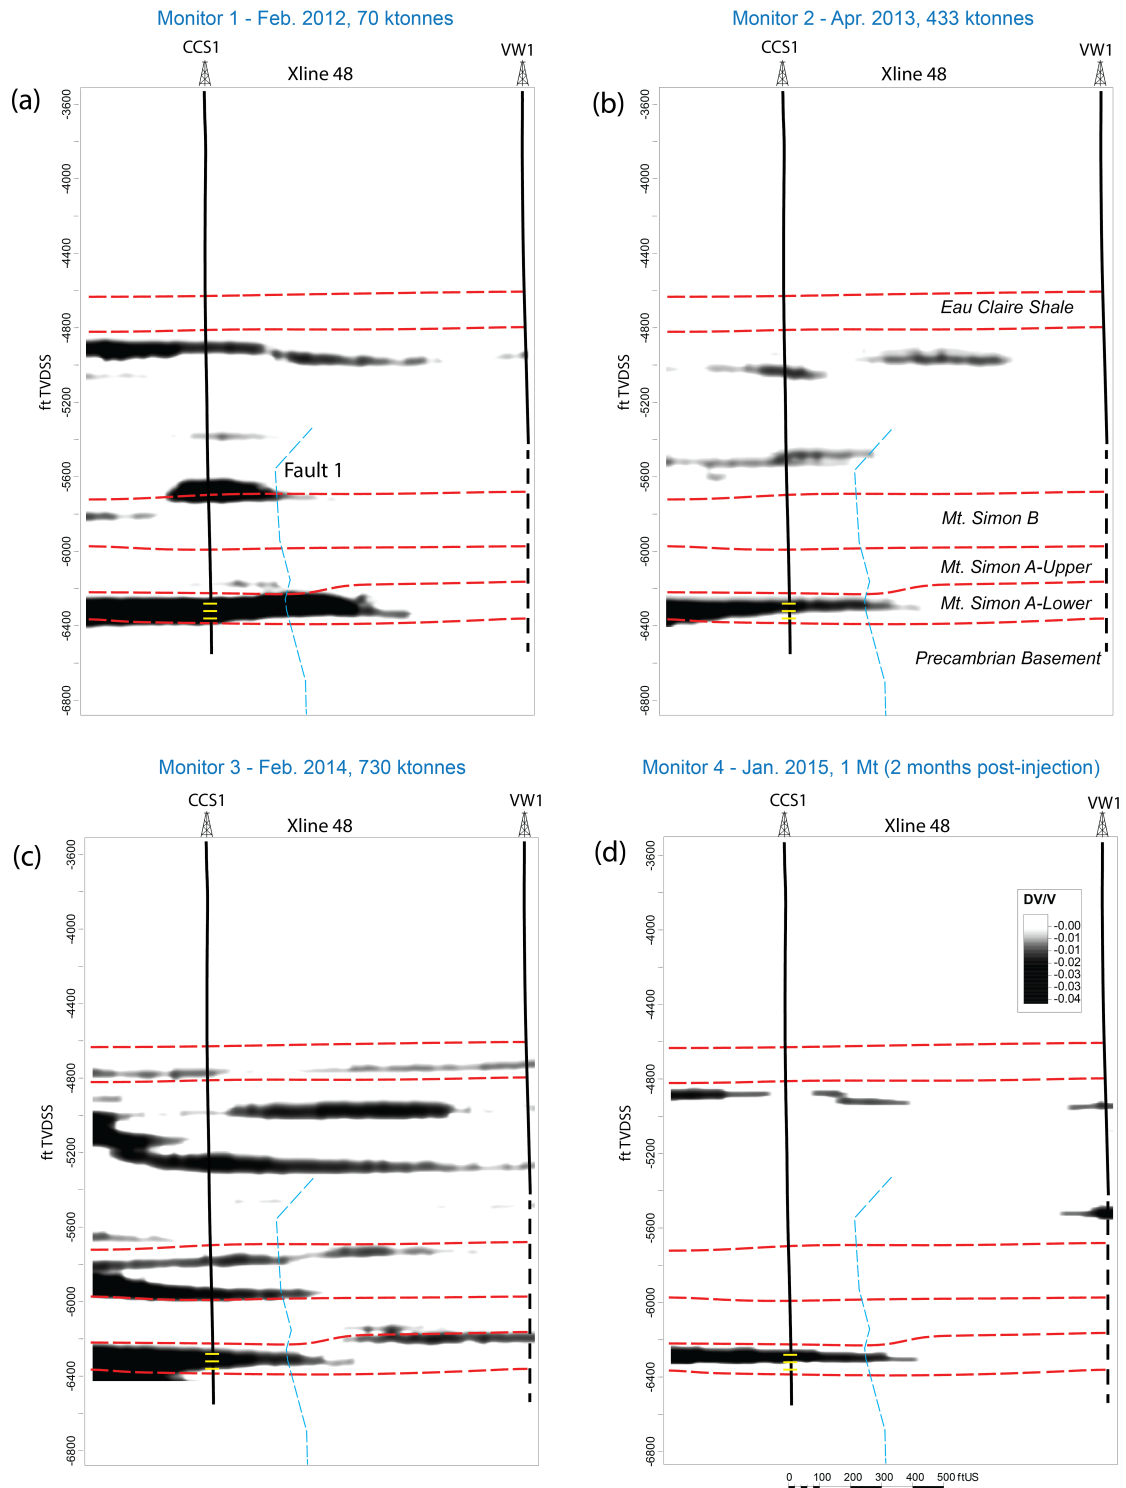 Monitor 1 - Feb. 2012, 70 ktonnes
CCS1
VW1
Xline 48
(a)
-3600
-4000
-4400
-4800
-5200
-5600
-6000
-6400
-6800
ft TVDSS
Fault 1
Monitor 2 - Apr. 2013, 433 ktonnes
CCS1
VW1
Xline 48
(b)
-3600
-4000
-4400
-4800
-5200
-5600
-6000
-6400
-6800
ft TVDSS
Eau Claire Shale
Mt. Simon B
Mt. Simon A-Upper
Mt. Simon A-Lower
Precambrian Basement
Monitor 3 - Feb. 2014, 730 ktonnes
CCS1
VW1
Xline 48
(c)
-3600
-4000
-4400
-4800
-5200
-5600
-6000
-6400
-6800
ft TVDSS
Monitor 4 - Jan. 2015, 1 Mt (2 months post-injection)
CCS1
VW1
Xline 48
(d)
-3600
-4000
-4400
-4800
-5200
-5600
-6000
-6400
-6800
ft TVDSS
DV/V
-0.00
-0.01
-0.01
-0.02
-0.03
-0.03
-0.04
0 100 200 300 400 500 ftUS